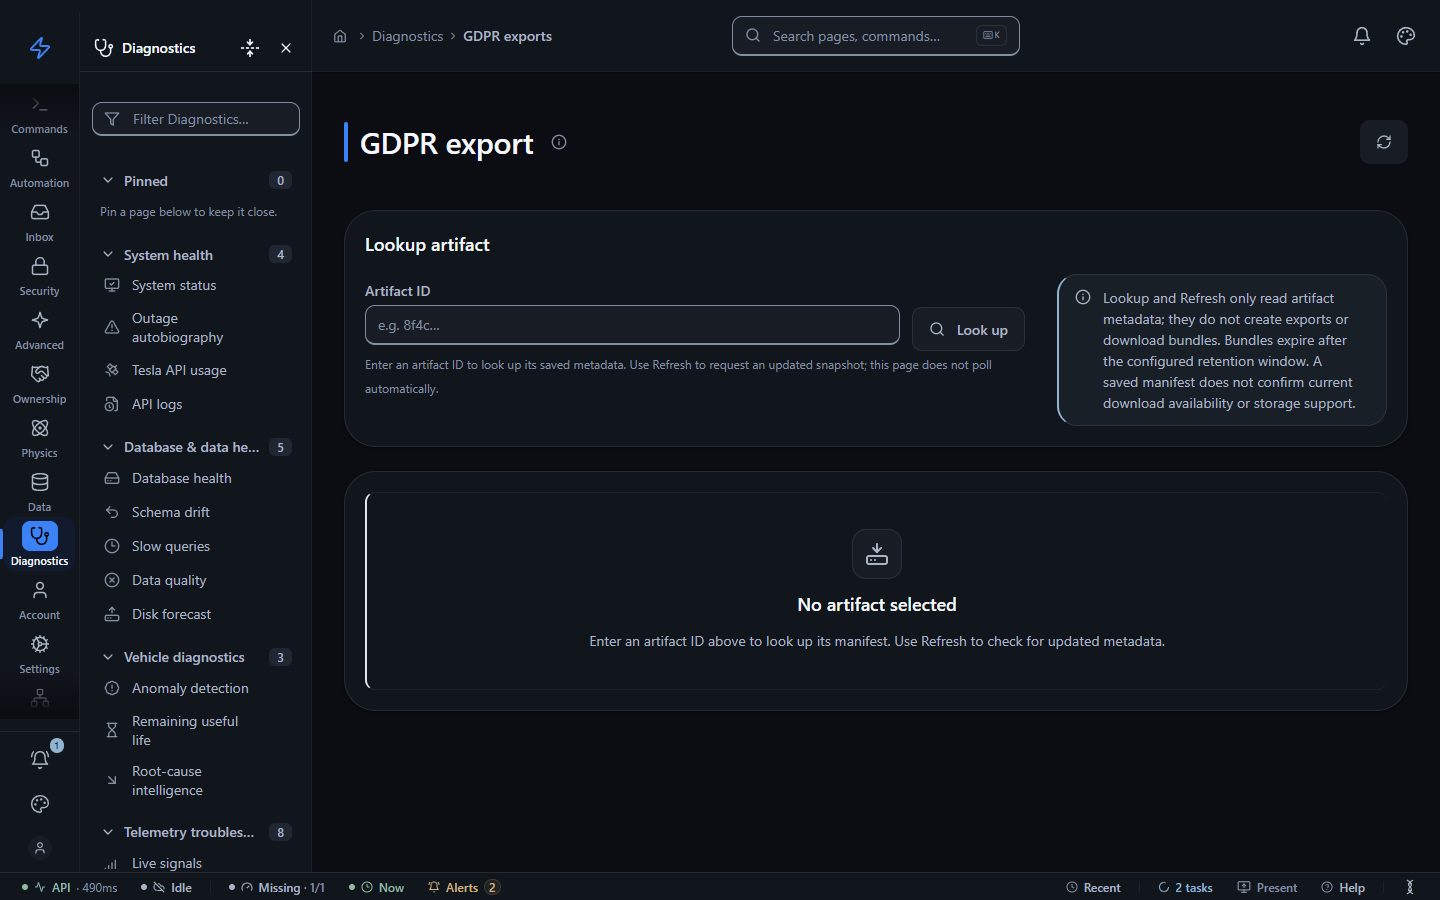 Diagnostics
Diagnostics
GDPR exports
Search pages, commands...
K
Commands
Automation
Inbox
Security
Advanced
Ownership
Physics
Data
Diagnostics
Account
Settings
1
Filter Diagnostics...
Pinned
0
Pin a page below to keep it close.
System health
4
System status
Outage
autobiography
Tesla API usage
API logs
Database & data he...
5
Database health
Schema drift
Slow queries
Data quality
Disk forecast
Vehicle diagnostics
3
Anomaly detection
Remaining useful
life
Root-cause
intelligence
Telemetry troubles...
8
Live signals
GDPR export
Lookup artifact
Artifact ID
e.g. 8f4c...
Look up
Enter an artifact ID to look up its saved metadata. Use Refresh to request an updated snapshot; this page does not poll
automatically.
Lookup and Refresh only read artifact
metadata; they do not create exports or
download bundles. Bundles expire after
the configured retention window. A
saved manifest does not confirm current
download availability or storage support.
No artifact selected
Enter an artifact ID above to look up its manifest. Use Refresh to check for updated metadata.
API · 490ms
Idle
Missing · 1/1
Now
Alerts 2
Recent
2 tasks
Present
Help